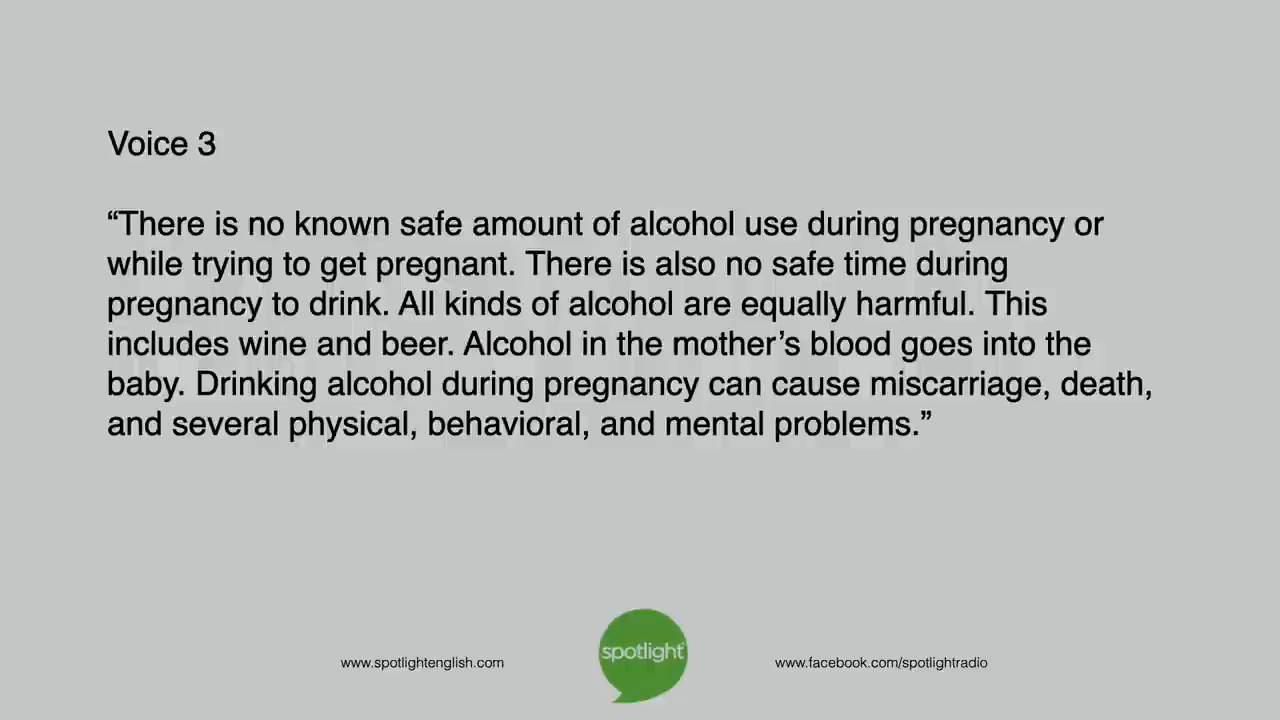 Voice 3
“There is no known safe amount of alcohol use during pregnancy or
while trying to get pregnant. There is also no safe time during
pregnancy to drink. All kinds of alcohol are equally harmful. This
includes wine and beer. Alcohol in the mother’s blood goes into the
baby. Drinking alcohol during pregnancy can cause miscarriage, death,
and several physical, behavioral, and mental problems.”
www.spotlightenglish.com
spotlight
www.facebook.com/spotlightradio